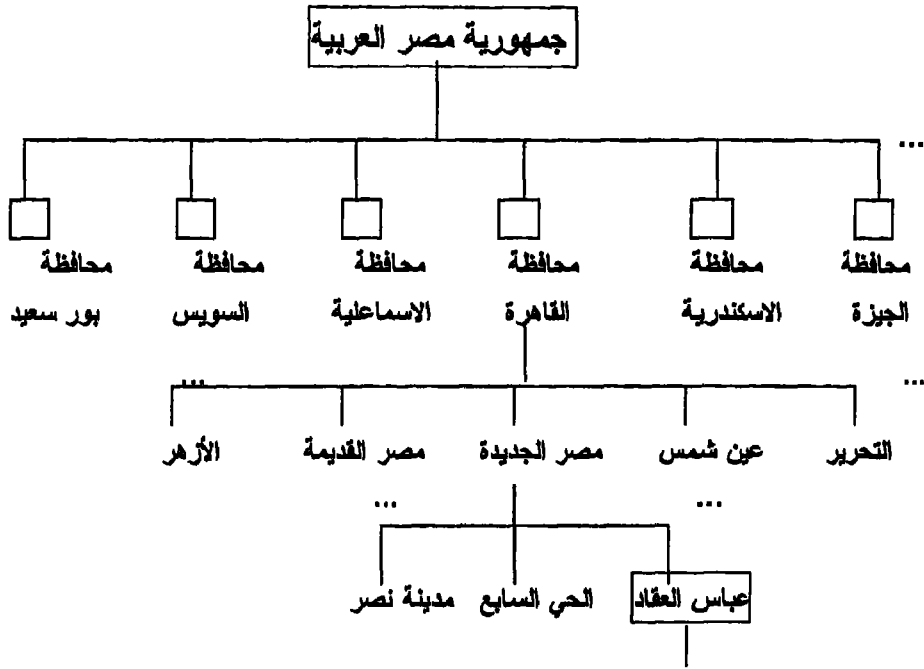 جمهورية مصر العربية
...
محافظة الجيزة
محافظة الاسكندرية
محافظة القاهرة
محافظة الاسماعلية
محافظة السويس
محافظة بور سعيد
... ...
التحرير عين شمس مصر الجديدة مصر القديمة الأزهر
... ...
عباس العقاد الحي السابع مدينة نصر